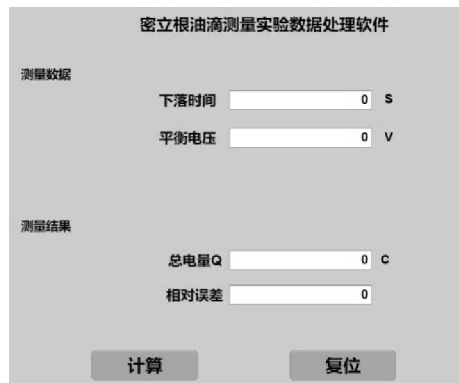 密立根油滴测量实验数据处理软件
测量数据
下落时间 0 S
平衡电压 0 V
测量结果
总电量Q 0 C
相对误差 0
计算 复位